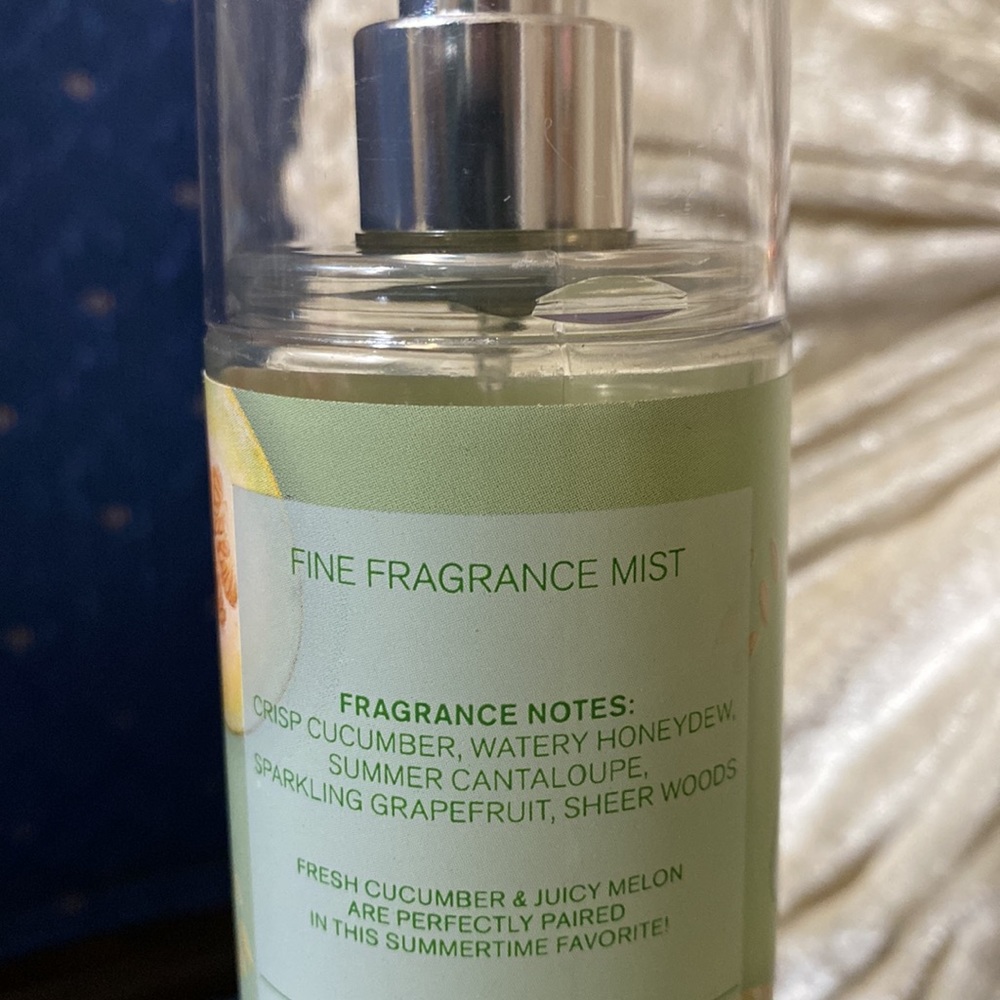 FINE FRAGRANCE MIST
FRAGRANCE NOTES:
CRISP CUCUMBER, WATERY HONEYDEW,
SUMMER CANTALOUPE,
SPARKLING GRAPEFRUIT, SHEER WOODS
FRESH CUCUMBER & JUICY MELON
ARE PERFECTLY PAIRED
IN THIS SUMMERTIME FAVORITE!